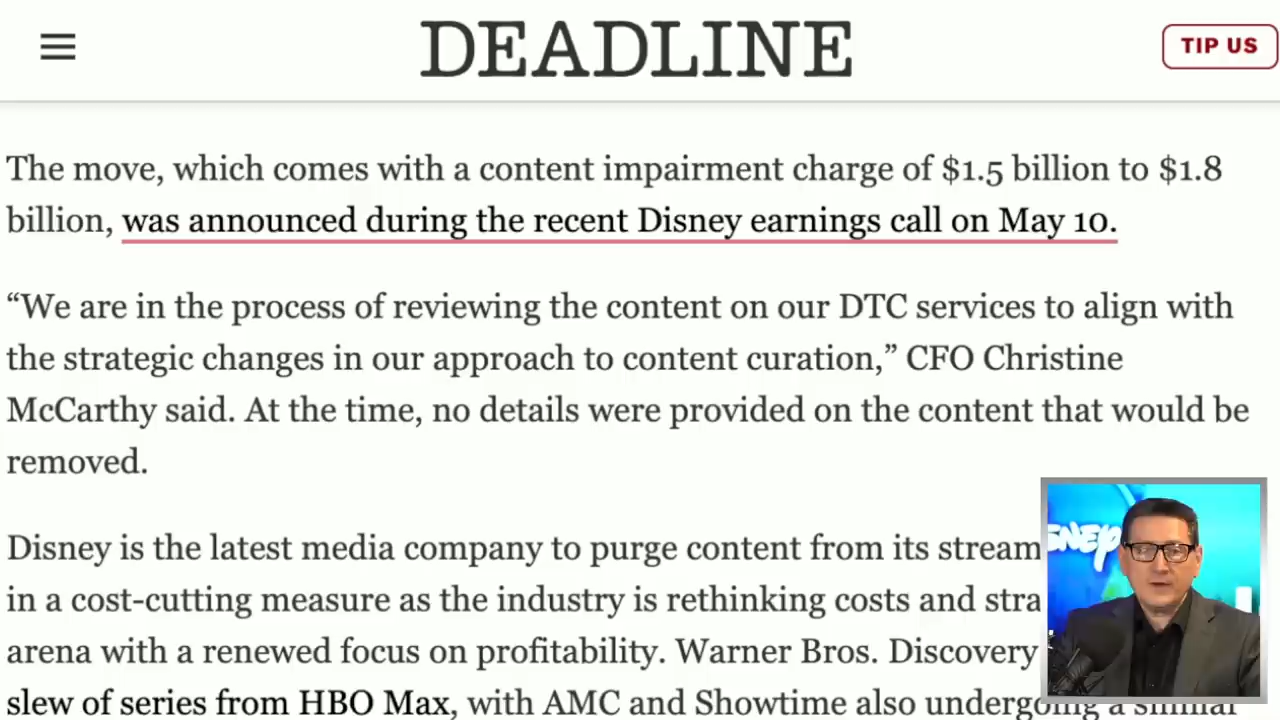 DEADLINE
TIP US
The move, which comes with a content impairment charge of $1.5 billion to $1.8
billion, was announced during the recent Disney earnings call on May 10.
“We are in the process of reviewing the content on our DTC services to align with
the strategic changes in our approach to content curation,” CFO Christine
McCarthy said. At the time, no details were provided on the content that would be
removed.
Disney is the latest media company to purge content from its stream
in a cost-cutting measure as the industry is rethinking costs and stra
arena with a renewed focus on profitability. Warner Bros. Discovery
slew of series from HBO Max, with AMC and Showtime also undergoing a similar
SNEP